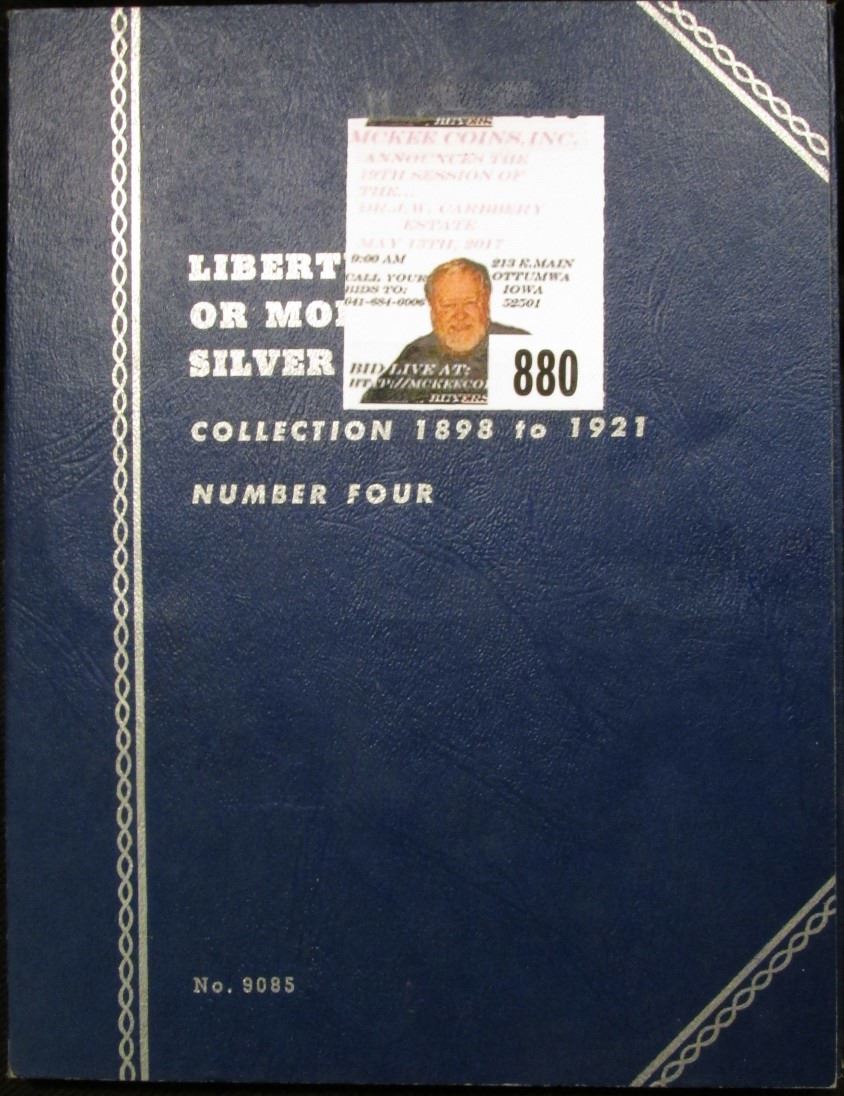 BUYERS
MCKEE COINS, INC.
ANNOUNCES THE
19TH SESSION OF
THE...
DR.J.W. CARBBERY
ESTATE
MAY 13TH, 2017
9:00 AM
CALL YOUR
BIDS TO:
641-684-0006
213 E.MAIN
OTTUMWA
IOWA
52501
BID LIVE AT:
HTTP://MCKEECO
BUYERS
880
LIBERT
OR MO
SILVER
COLLECTION 1898 to 1921
NUMBER FOUR
No. 9085